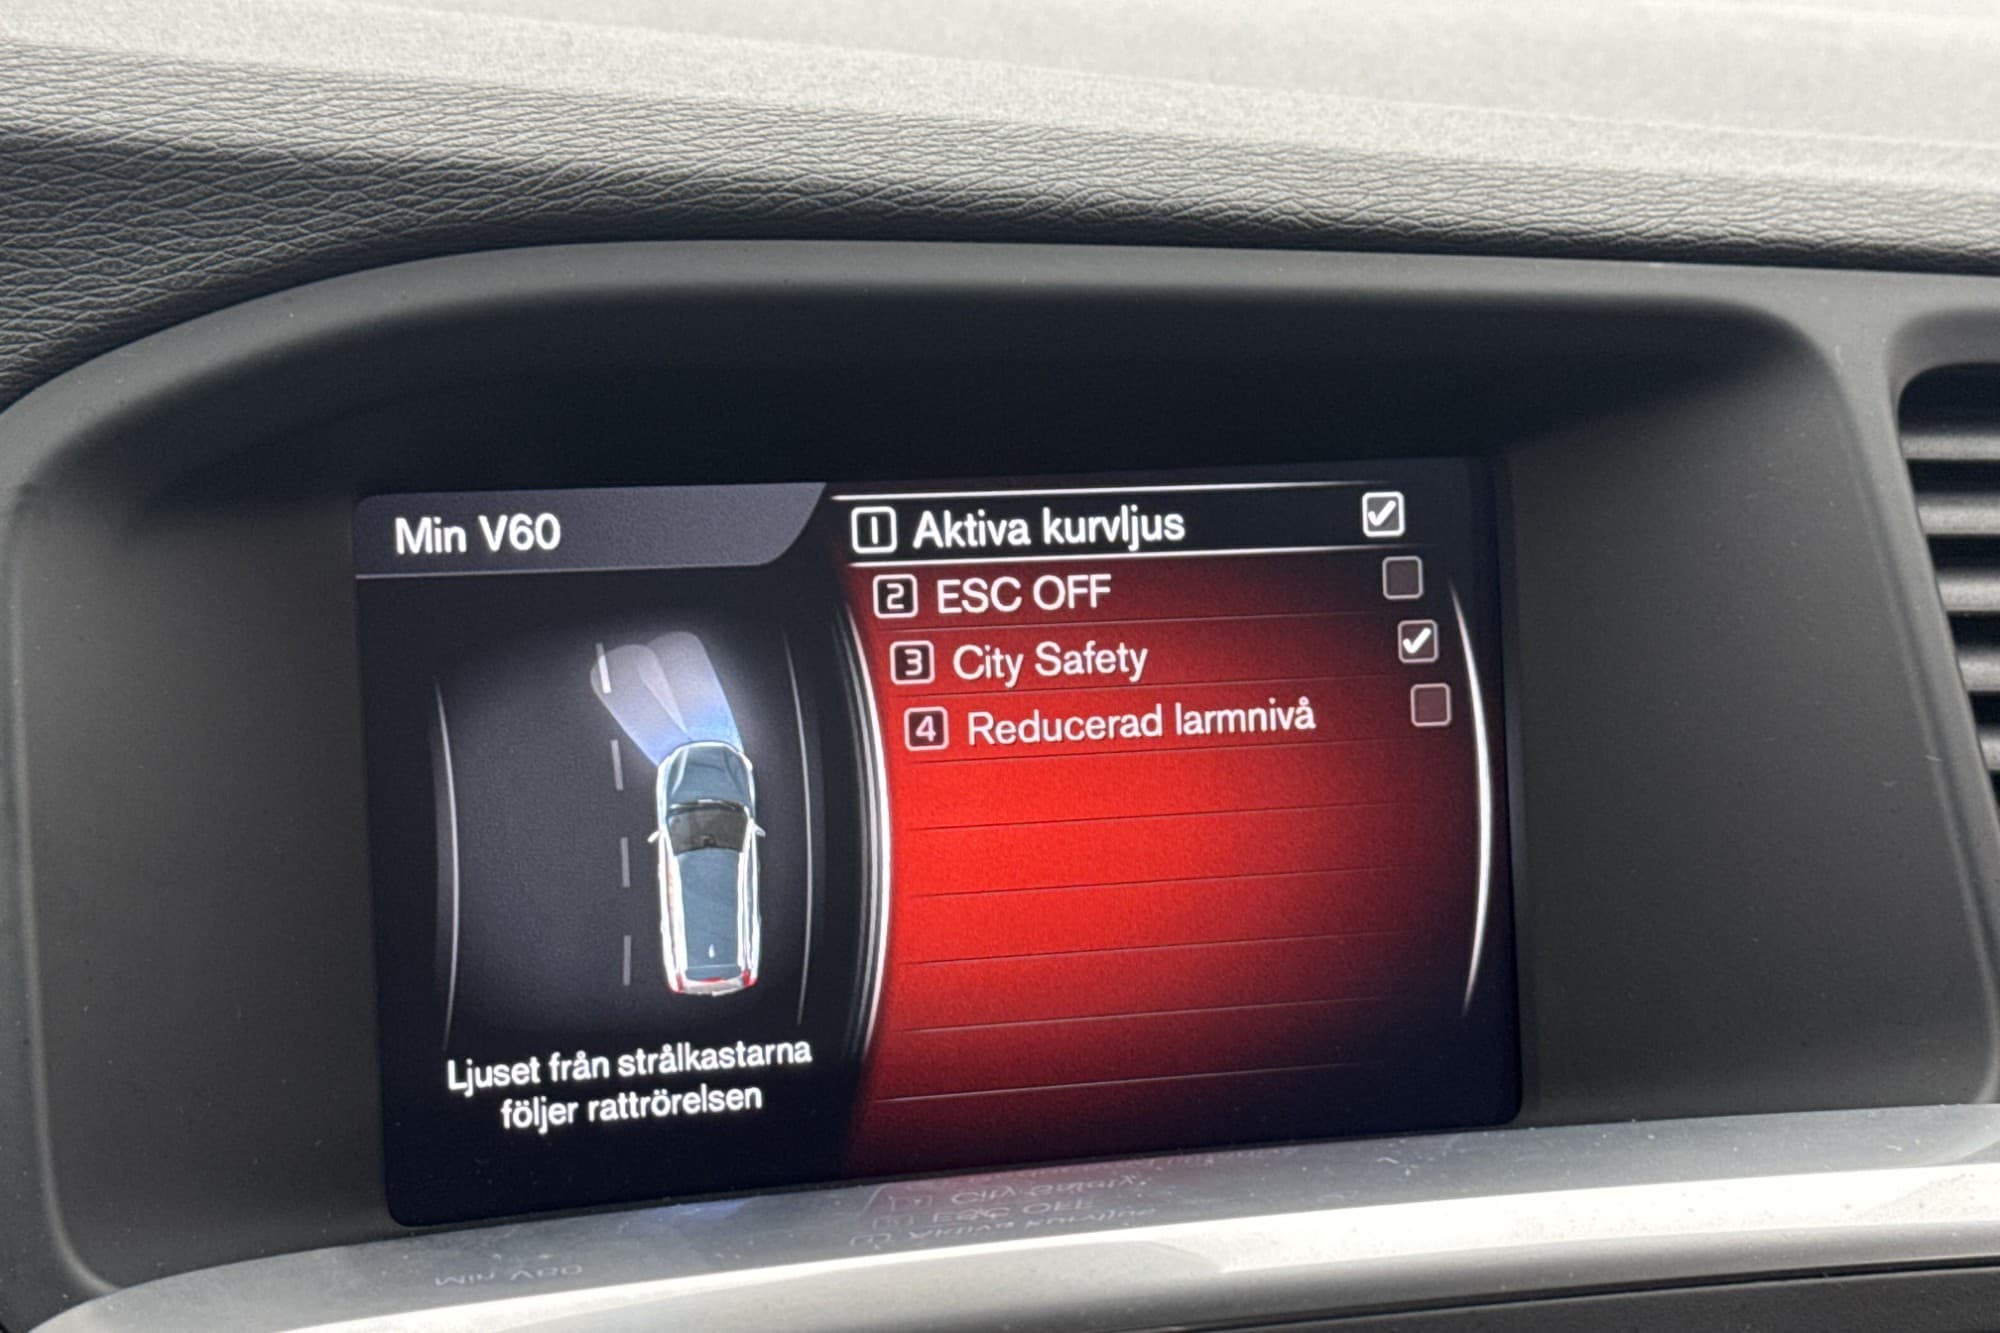 Min V60
1 Aktiva kurvljus
2 ESC OFF
3 City Safety
4 Reducerad larmnivå
Ljuset från strålkastarna
följer rattrörelsen